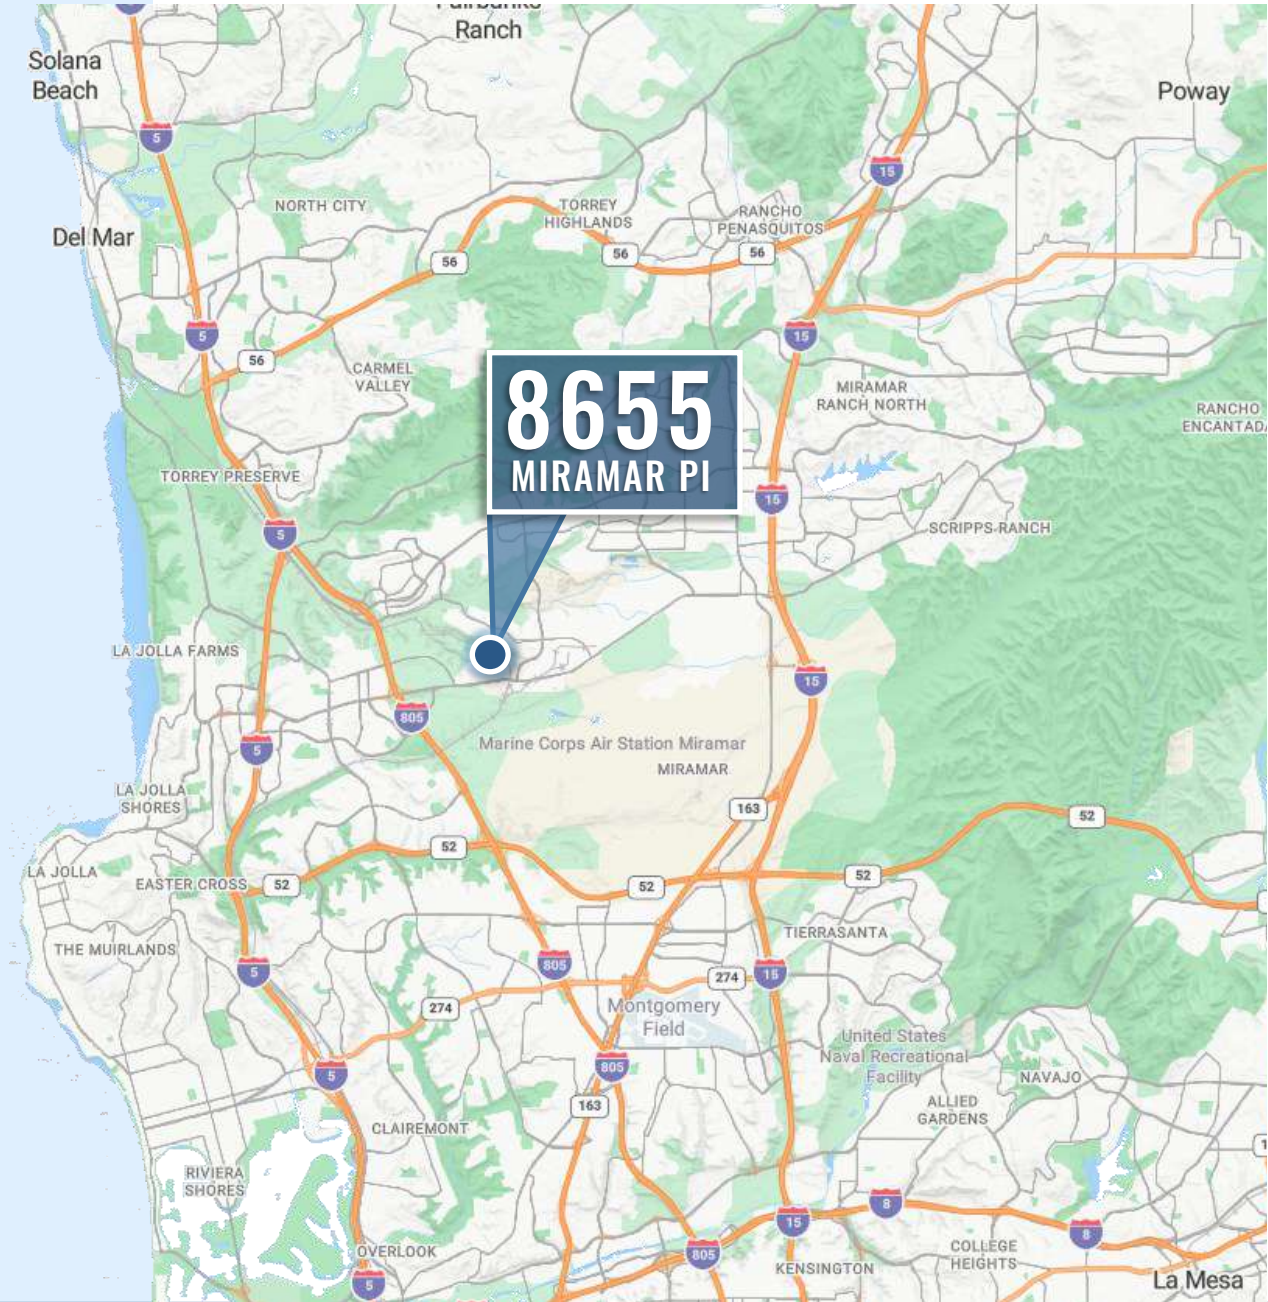 Fairbanks
Ranch
Solana
Beach
5
Poway
15
NORTH CITY
TORREY
HIGHLANDS
RANCHO
PENASQUITOS
Del Mar
56
56
56
5
15
56
CARMEL
VALLEY
8655
MIRAMAR PI
MIRAMAR
RANCH NORTH
RANCHO
TORREY PRESERVE
15
5
SCRIPPS RANCH
LA JOLLA FARMS
15
805
5
Marine Corps Air Station Miramar
MIRAMAR
LA JOLLA
SHORES
163
52
52
LA JOLLA
EASTER CROSS
52
52
52
THE MUIRLANDS
TIERRASANTA
5
805
274
15
274
Montgomery
Field
United States
Naval Recreational
Facility
5
805
NAVAJO
163
ALLIED
GARDENS
CLAIREMONT
RIVIERA
SHORES
8
15
8
OVERLOOK
805
COLLEGE
HEIGHTS
KENSINGTON
5
La Mesa